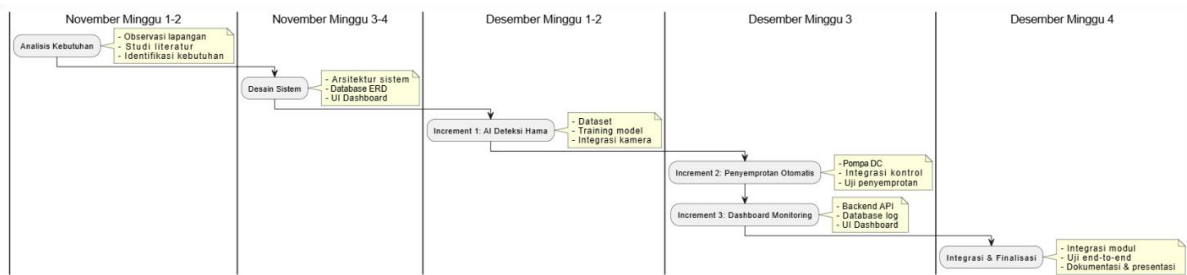 November Minggu 1-2
November Minggu 3-4
Desember Minggu 1-2
Desember Minggu 3
Desember Minggu 4
Analisis Kebutuhan
- Observasi lapangan
- Studi literatur
- Identifikasi kebutuhan
Desain Sistem
- Arsitektur sistem
- Database ERD
- UI Dashboard
Increment 1: AI Deteksi Hama
- Dataset
- Training model
- Integrasi kamera
Increment 2: Penyemprotan Otomatis
- Pompa DC
- Integrasi kontrol
- Uji penyemprotan
Increment 3: Dashboard Monitoring
- Backend API
- Database log
- UI Dashboard
Integrasi & Finalisasi
- Integrasi modul
- Uji end-to-end
- Dokumentasi & presentasi